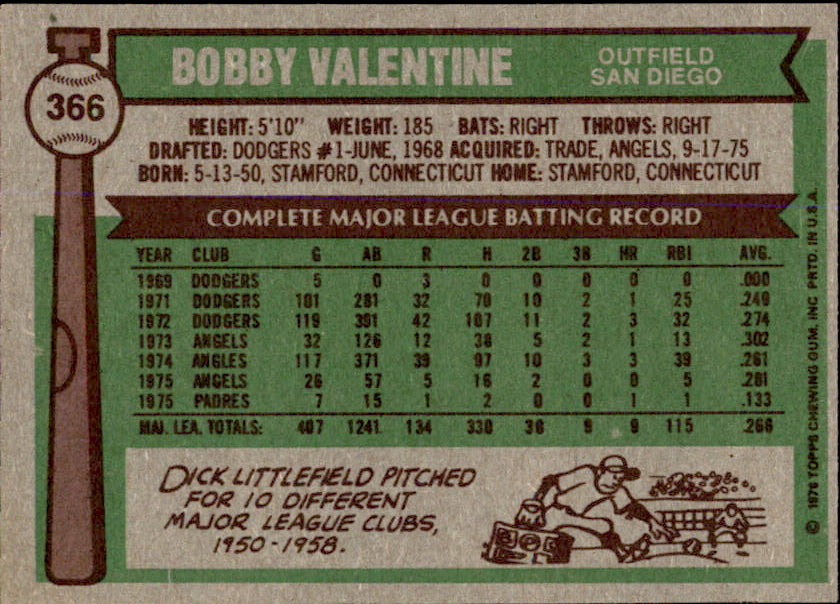 BOBBY VALENTINE
OUTFIELD
SAN DIEGO
366
HEIGHT: 5'10" WEIGHT: 185 BATS: RIGHT THROWS: RIGHT
DRAFTED: DODGERS #1-JUNE, 1968 ACQUIRED: TRADE, ANGELS, 9-17-75
BORN: 5-13-50, STAMFORD, CONNECTICUT HOME: STAMFORD, CONNECTICUT
COMPLETE MAJOR LEAGUE BATTING RECORD
YEAR CLUB G AB R H 2B 3B HR RBI AVG.
1969 DODGERS 5 0 3 0 0 0 0 0 .000
1971 DODGERS 101 281 32 70 10 2 1 25 .249
1972 DODGERS 119 391 42 107 11 2 3 32 .274
1973 ANGELS 32 126 12 38 5 2 1 13 .302
1974 ANGLES 117 371 39 97 10 3 3 39 .261
1975 ANGELS 26 57 5 16 2 0 0 5 .281
1975 PADRES 7 15 1 2 0 0 1 1 .133
MAJ. LEA. TOTALS: 407 1241 134 330 38 9 9 115 .266
DICK LITTLEFIELD PITCHED
FOR 10 DIFFERENT
MAJOR LEAGUE CLUBS,
1950-1958.
© 1976 TOPPS CHEWING GUM, INC. PRTD. IN U.S.A.